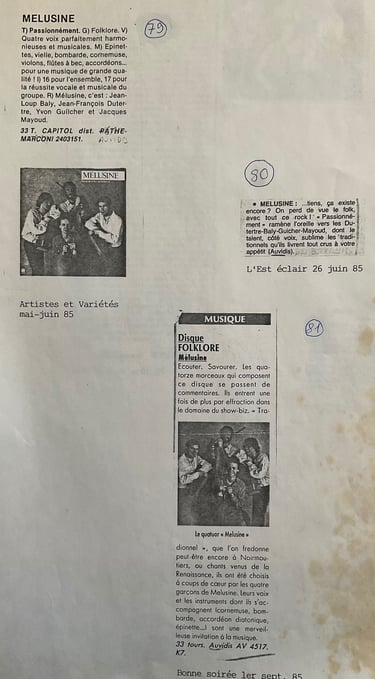 MELUSINE
T) Passionnément. G) Folklore. V)
Quatre voix parfaitement harmo-
nieuses et musicales. M) Epinet-
tes, vielle, bombarde, cornemuse,
violons, flûtes à bec, accordéons...
pour une musique de grande qua-
lité ! I) 16 pour l'ensemble, 17 pour
la réussite vocale et musicale du
groupe. R) Mélusine, c'est : Jean-
Loup Baly, Jean-François Duter-
tre, Yvon Guilcher et Jacques
Mayoud.
33 T. CAPITOL dist. PATHE-
MARCONI 2403151. AUVIDIS
79
MELUSINE
Artistes et Variétés
mai-juin 85
80
• MELUSINE : ...tiens, ça existe
encore ? On perd de vue le folk,
avec tout ce rock ! « Passionné-
ment » ramène l'oreille vers les Du-
tertre-Baly-Guicher-Mayoud, dont le
talent, côté voix, sublime les tradi-
tionnels qu'ils livrent tout crus à votre
appétit (Auvidis).
L'Est éclair 26 juin 85
81
MUSIQUE
Disque
FOLKLORE
Mélusine
Ecouter. Savourer. Les qua-
torze morceaux qui composent
ce disque se passent de
commentaires. Ils entrent une
fois de plus par effraction dans
le domaine du show-biz. « Tra-
Le quatuor « Melusine »
dionnel », que l'on fredonne
peut-être encore à Noirmou-
tiers, ou chants venus de la
Renaissance, ils ont été choisis
à coups de cœur par les quatre
garçons de Melusine. Leurs voix
et les instruments dont ils s'ac-
compagnent (cornemuse, bom-
barde, accordéon diatonique,
épinette...) sont une merveil-
leuse invitation à la musique.
33 tours. Auvidis AV 4517.
K7.
Bonne soirée 1er sept. 85